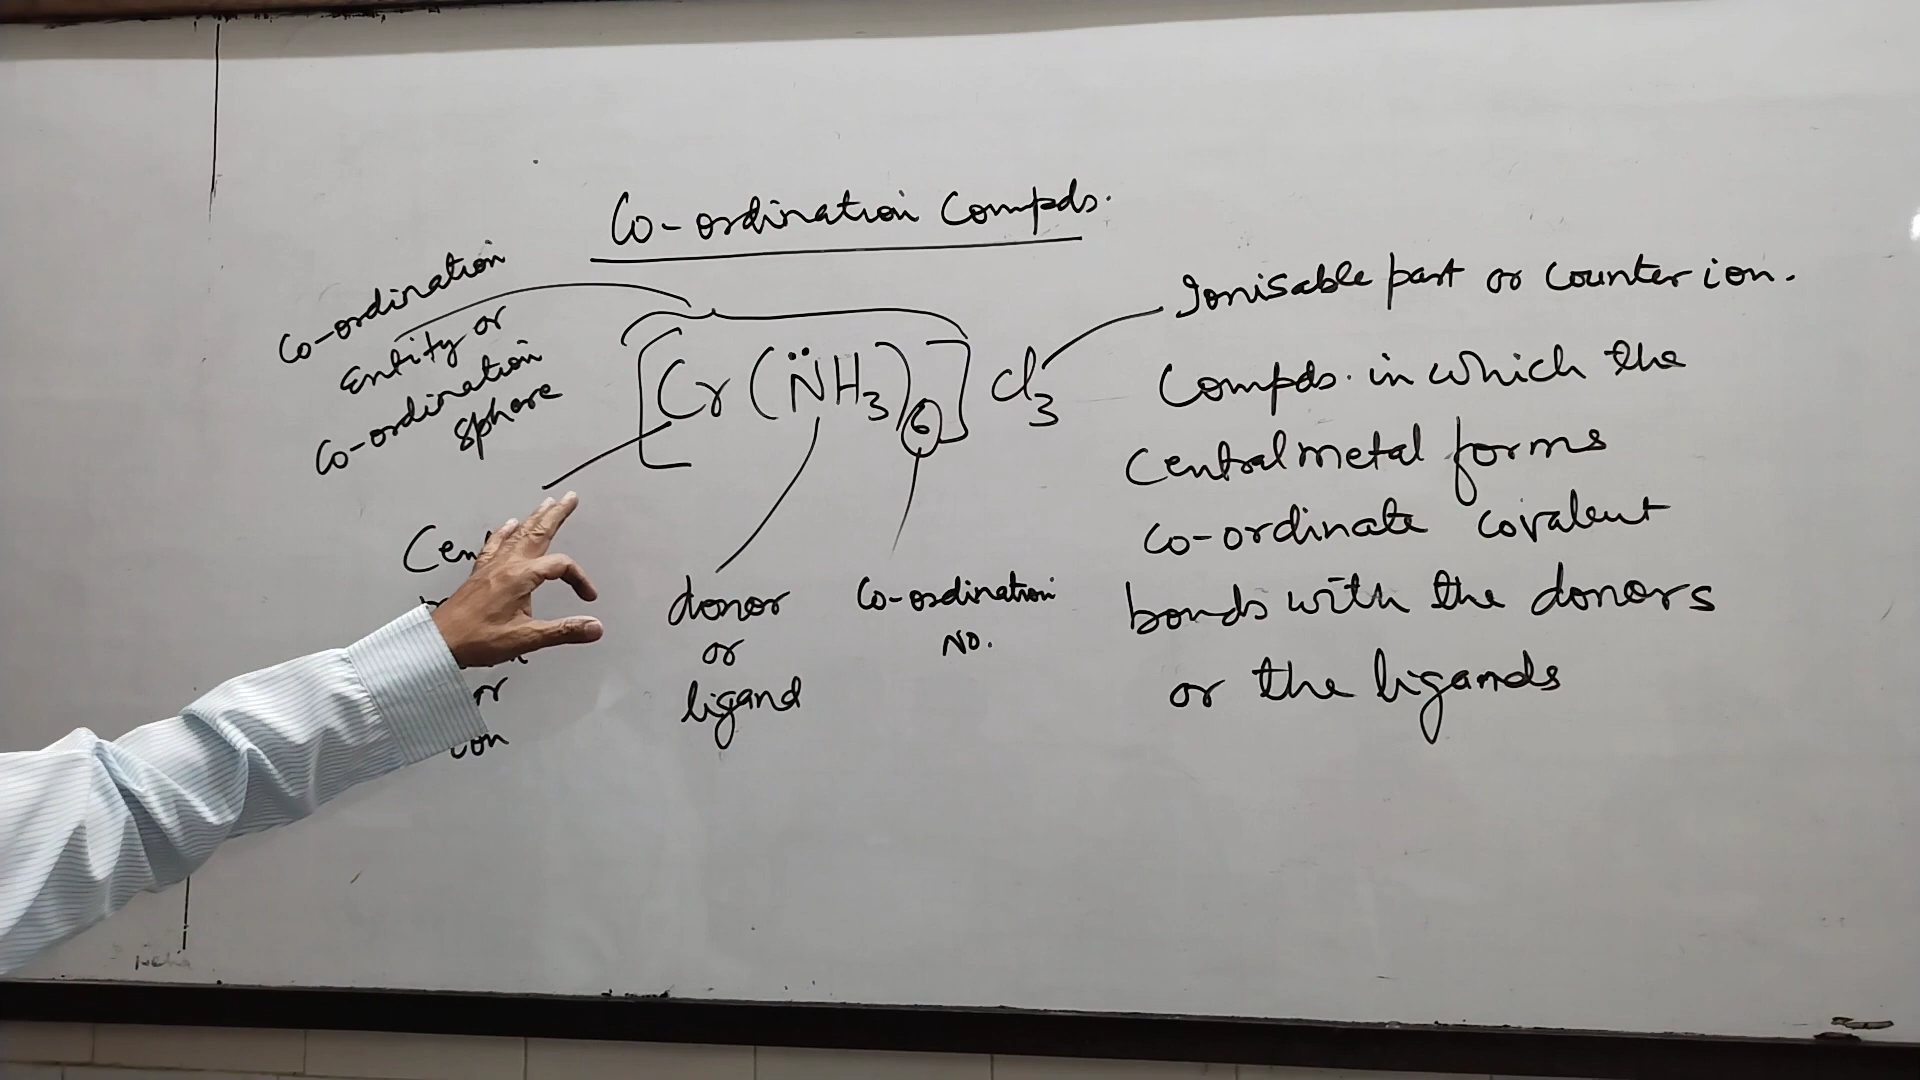 Co-ordination Compds.
Co-ordination
Entity or
Co-ordination
Sphere
[Cr(N̈H3)6]Cl3
Ionisable part or Counter ion.
Compds. in which the
Central metal forms
Co-ordinate covalent
bonds with the donors
or the ligands
or
ion
donor
or
ligand
Co-ordination
No.